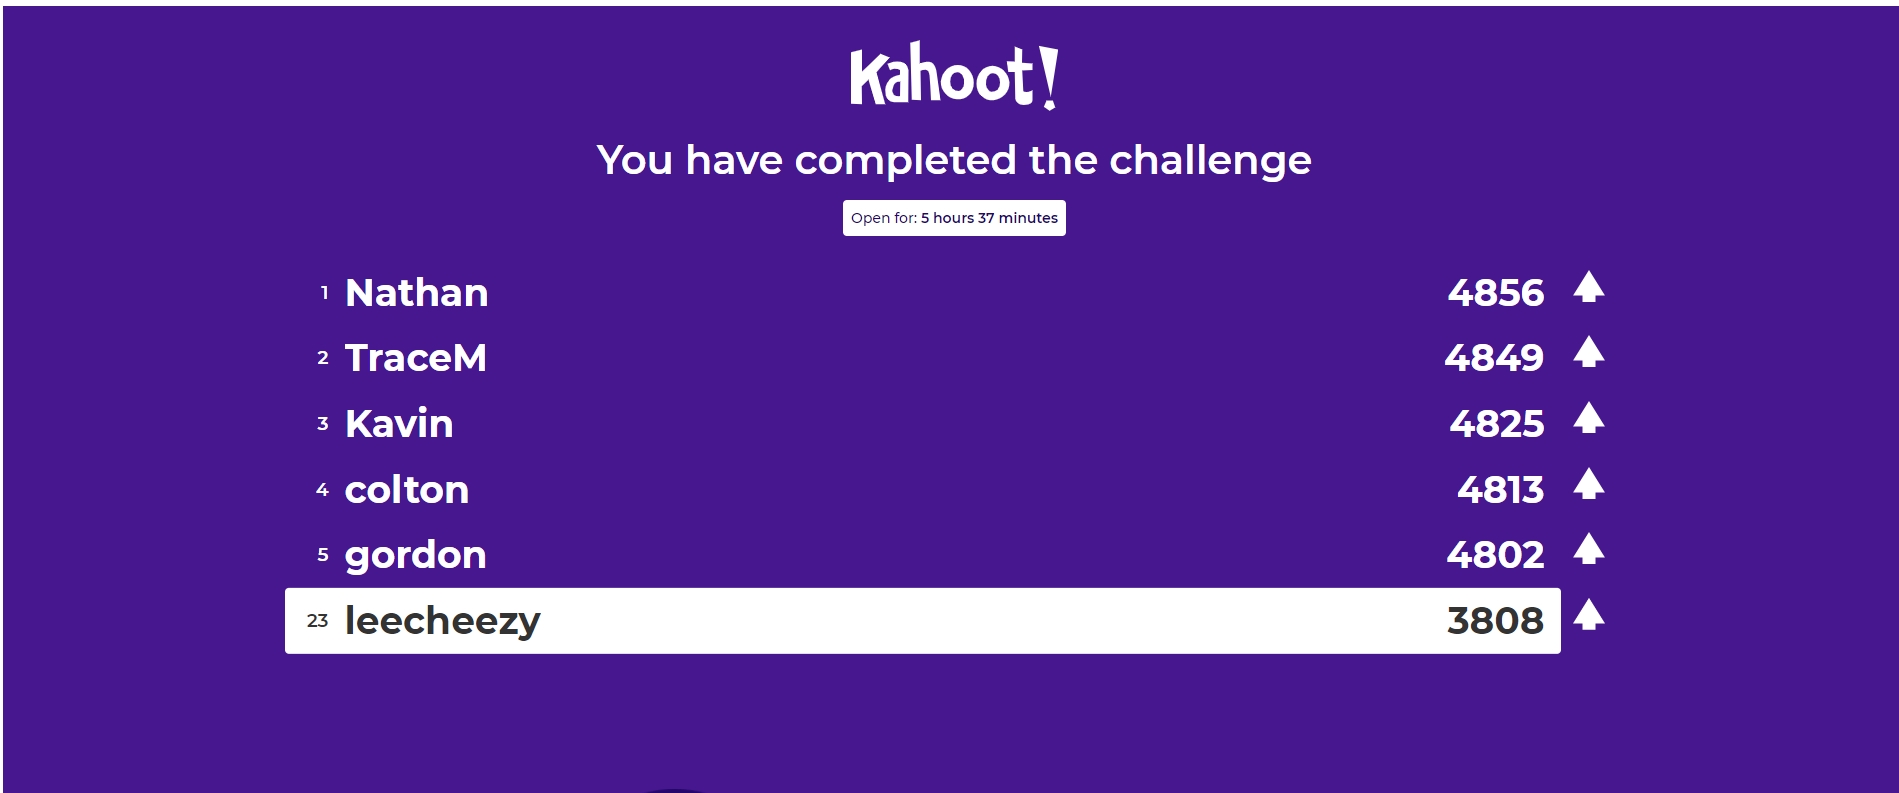 Kahoot!
You have completed the challenge
Open for: 5 hours 37 minutes
1 Nathan 4856
2 TraceM 4849
3 Kavin 4825
4 colton 4813
5 gordon 4802
23 leecheezy 3808